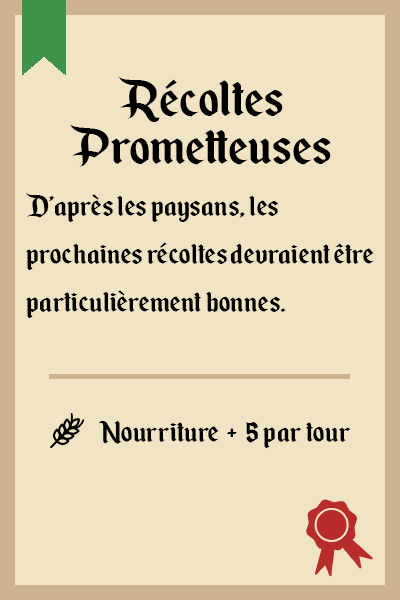 Récoltes
Prometteuses
D'après les paysans, les
prochaines récoltes devraient être
particulièrement bonnes.
Nourriture + 5 par tour